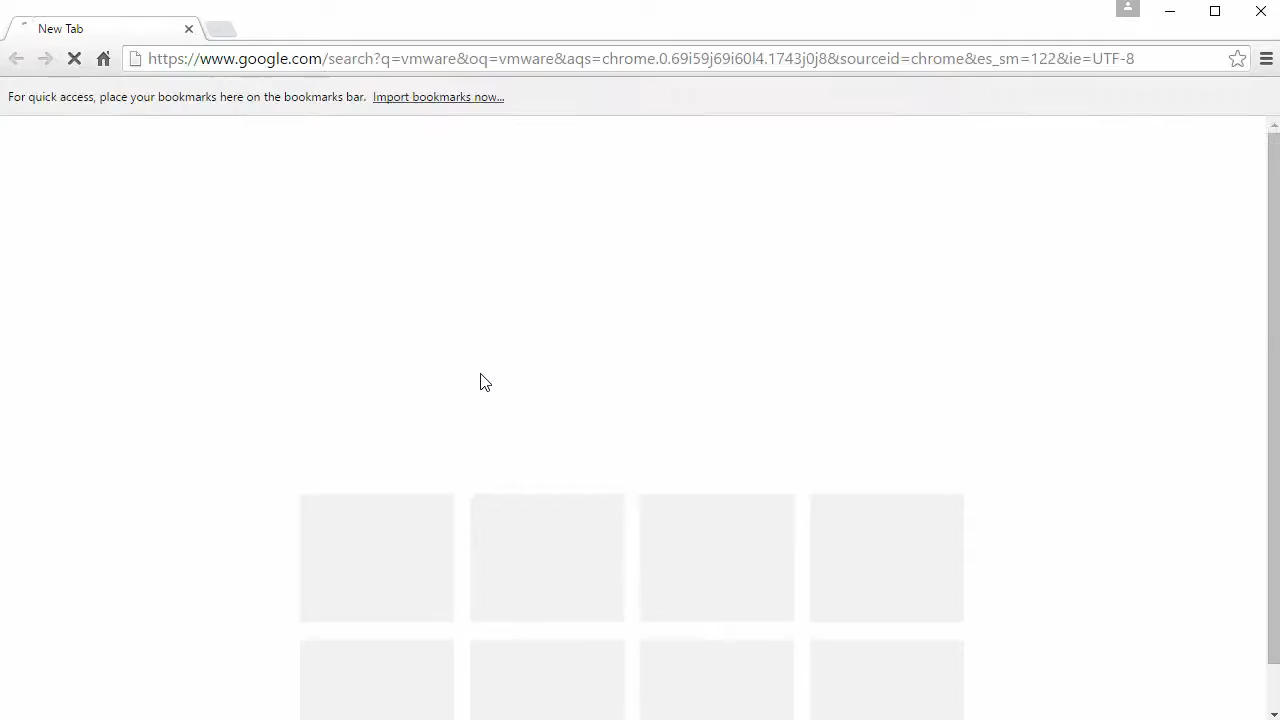 New Tab
https://www.google.com/search?q=vmware&oq=vmware&aqs=chrome.0.69i59j69i60l4.1743j0j8&sourceid=chrome&es_sm=122&ie=UTF-8
For quick access, place your bookmarks here on the bookmarks bar. Import bookmarks now...